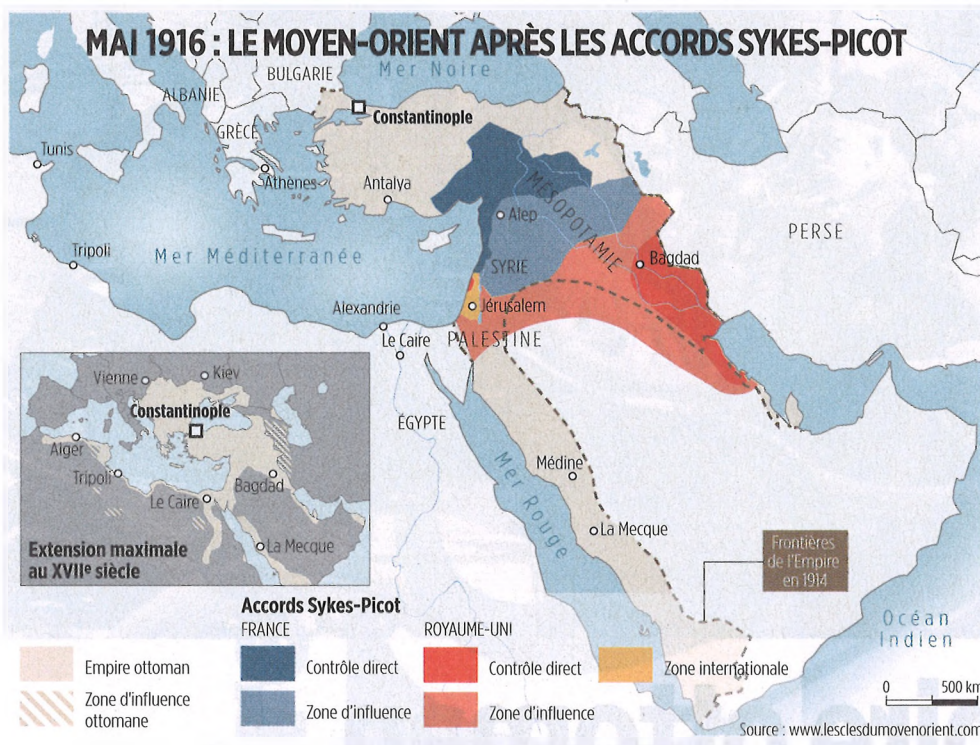 MAI 1916 : LE MOYEN-ORIENT APRÈS LES ACCORDS SYKES-PICOT
BULGARIE
Mer Noire
ALBANIE
Constantinople
GRÈCE
Tunis
Athènes
Antalya
MÉSOPOTAMIE
Alep
PERSE
Tripoli
Mer Méditerranée
SYRIE
Bagdad
Alexandrie
Jérusalem
Le Caire
PALESTINE
Vienne
Kiev
Constantinople
Alger
Tripoli
Bagdad
Le Caire
La Mecque
Extension maximale
au XVIIe siècle
ÉGYPTE
Médine
Mer Rouge
La Mecque
Frontières
de l'Empire
en 1914
Océan
Indien
Accords Sykes-Picot
FRANCE
ROYAUME-UNI
Empire ottoman
Contrôle direct
Contrôle direct
Zone internationale
Zone d'influence
ottomane
Zone d'influence
Zone d'influence
0 500 km
Source : www.lesclesdumoyenorient.com